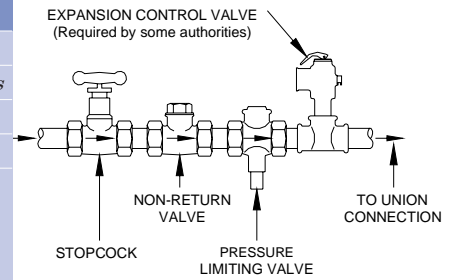 EXPANSION CONTROL VALVE
(Required by some authorities)
s
NON-RETURN
VALVE
TO UNION
CONNECTION
STOPCOCK
PRESSURE
LIMITING VALVE